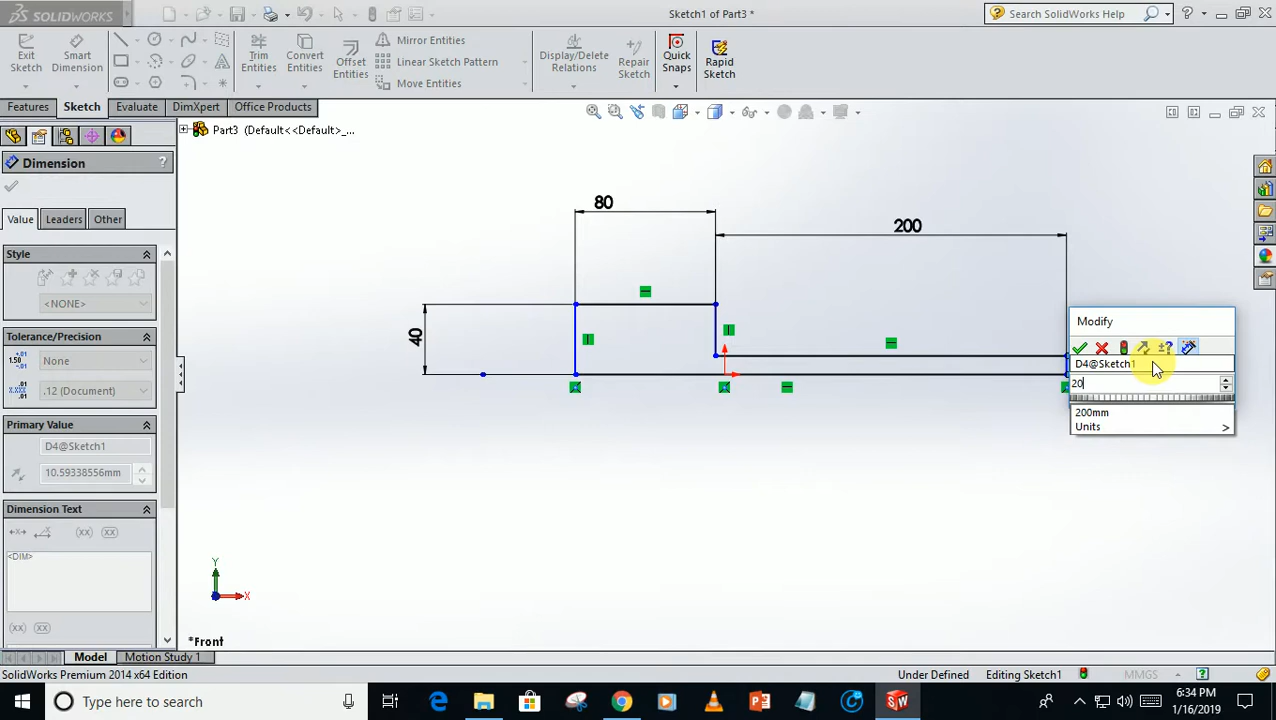 SOLIDWORKS
Sketch1 of Part3 *
Search SolidWorks Help
Exit Sketch
Smart Dimension
Trim Entities
Convert Entities
Offset Entities
Mirror Entities
Linear Sketch Pattern
Move Entities
Display/Delete Relations
Repair Sketch
Quick Snaps
Rapid Sketch
Features
Sketch
Evaluate
DimXpert
Office Products
Part3 (Default<<Default>_...
Dimension
?
Value
Leaders
Other
Style
<NONE>
Tolerance/Precision
1.50 None
.12 (Document)
Primary Value
D4@Sketch1
10.59338556mm
Dimension Text
<DIM>
80
200
40
Modify
D4@Sketch1
20
200mm
Units >
Y
X
*Front
Model
Motion Study 1
SolidWorks Premium 2014 x64 Edition
Under Defined
Editing Sketch1
MMGS
?
Type here to search
SW
6:34 PM
1/16/2019